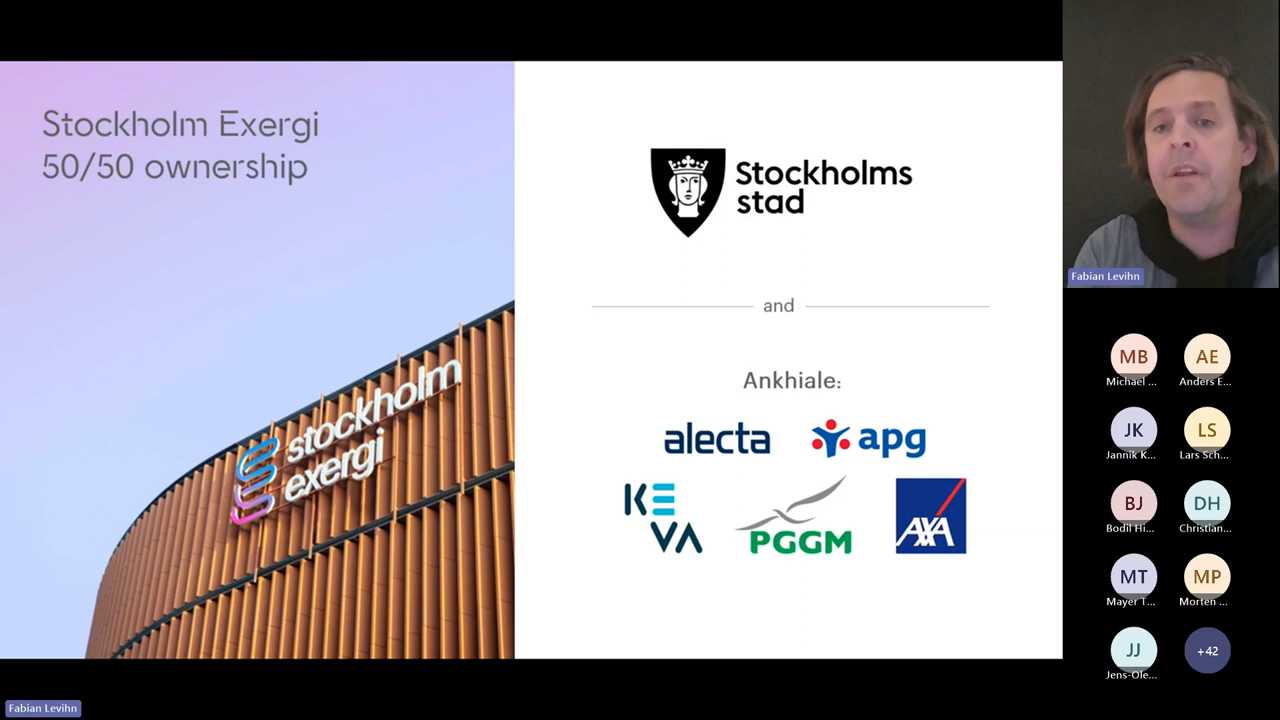 Stockholm Exergi
50/50 ownership
stockholm
exergi
Stockholms
stad
and
Ankhiale:
alecta
apg
KE
VA
PGGM
AXA
Fabian Levihn
MB
AE
Michael ...
Anders E...
JK
LS
Jannik K...
Lars Sch...
BJ
DH
Bodil Hi...
Christian...
MT
MP
Mayer T...
Morten ...
JJ
+42
Jens-Ole...
Fabian Levihn